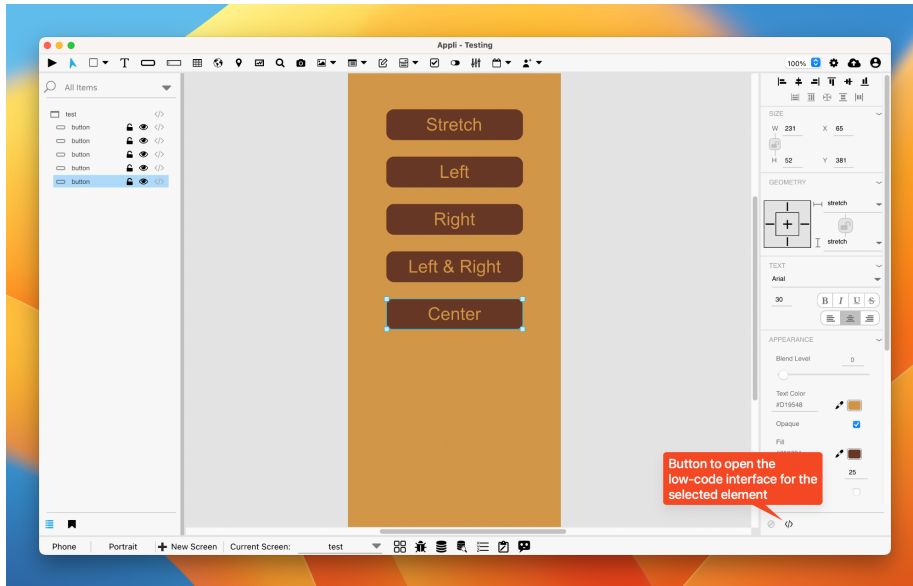 Appli - Testing
T
100%
All Items
test
button
button
button
button
button
Stretch
Left
Right
Left & Right
Center
SIZE
W 231 X 65
H 52 Y 381
GEOMETRY
stretch
stretch
TEXT
Arial
30 B I U S
APPEARANCE
Blend Level 0
Text Color
#D19548
Opaque
Fill
25
Button to open the
low-code interface for the
selected element
Phone Portrait New Screen Current Screen: test